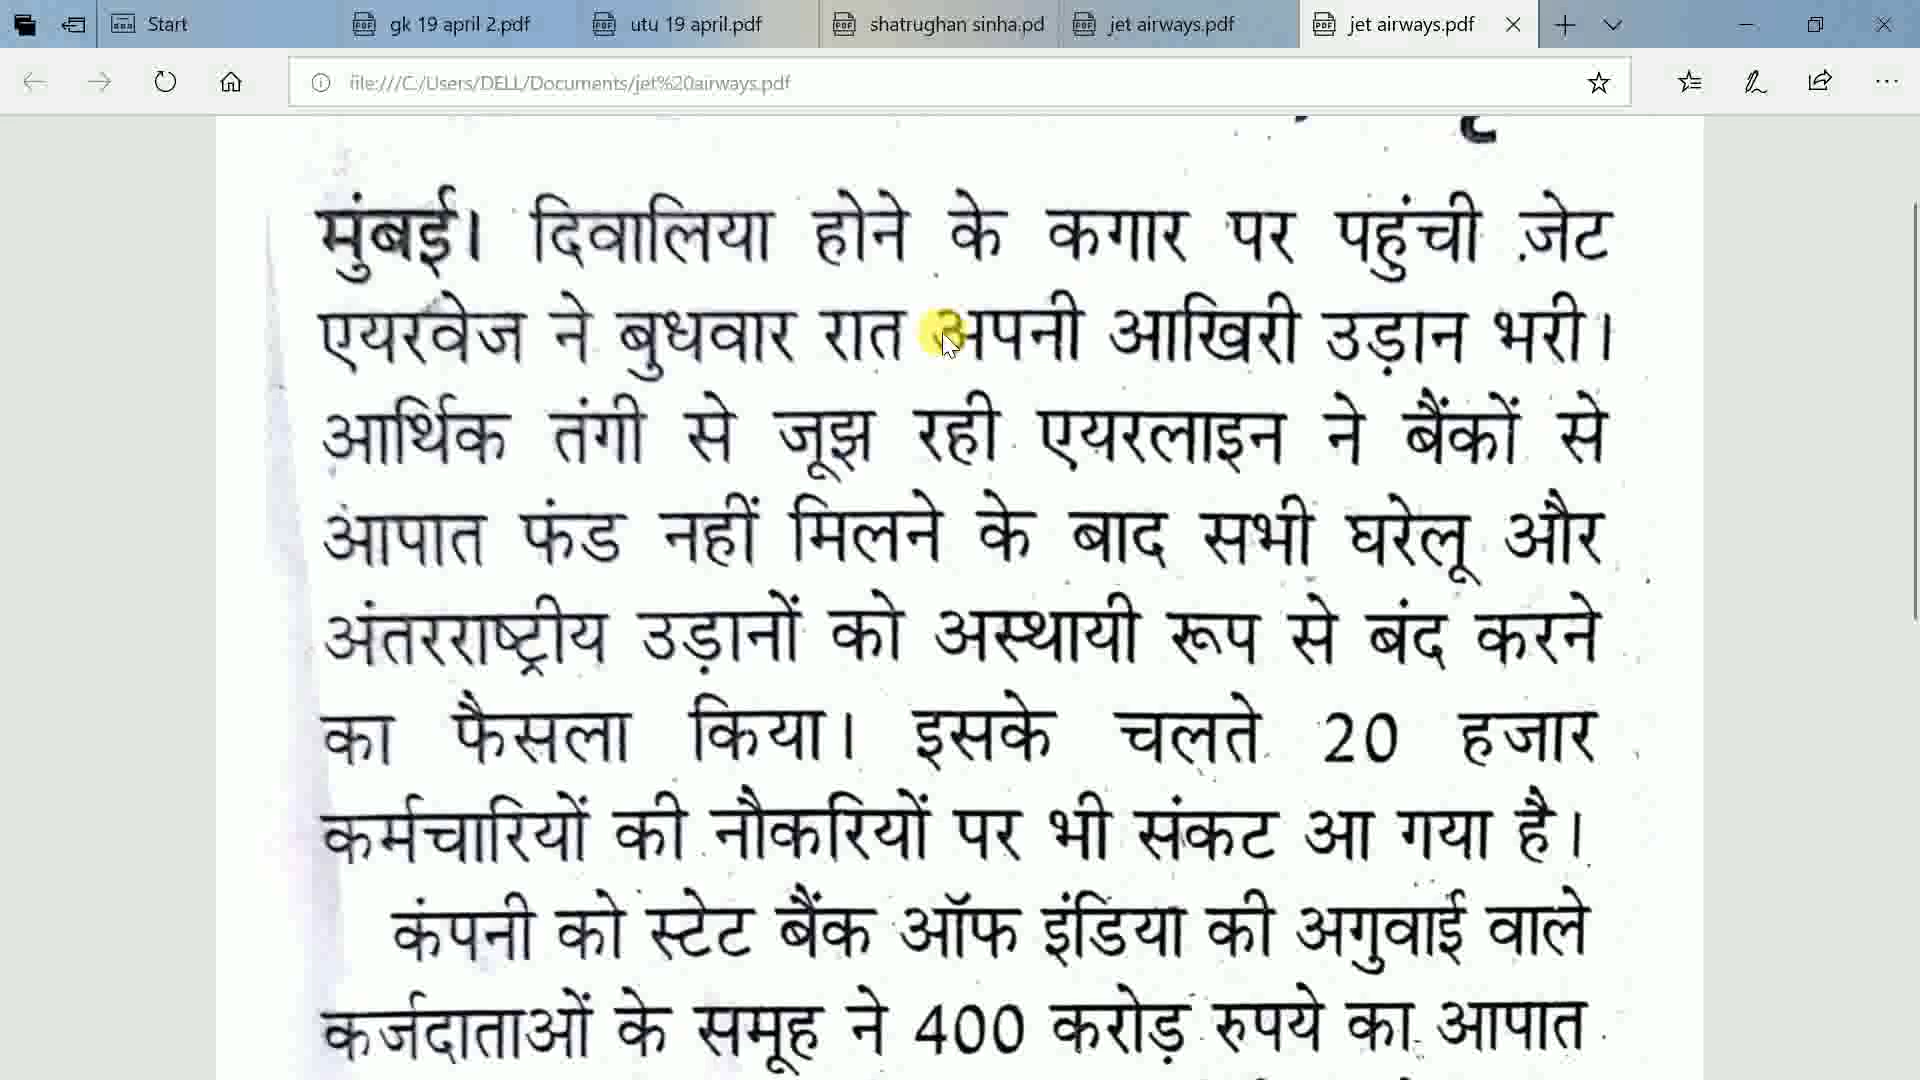 Start
gk 19 april 2.pdf
utu 19 april.pdf
shatrughan sinha.pd
jet airways.pdf
jet airways.pdf
file:///C:/Users/DELL/Documents/jet%20airways.pdf
मुंबई। दिवालिया होने के कगार पर पहुंची जेट
एयरवेज ने बुधवार रात अपनी आखिरी उड़ान भरी।
आर्थिक तंगी से जूझ रही एयरलाइन ने बैंकों से
आपात फंड नहीं मिलने के बाद सभी घरेलू और
अंतरराष्ट्रीय उड़ानों को अस्थायी रूप से बंद करने
का फैसला किया। इसके चलते 20 हजार
कर्मचारियों की नौकरियों पर भी संकट आ गया है।
कंपनी को स्टेट बैंक ऑफ इंडिया की अगुवाई वाले
कर्जदाताओं के समूह ने 400 करोड़ रुपये का आपात